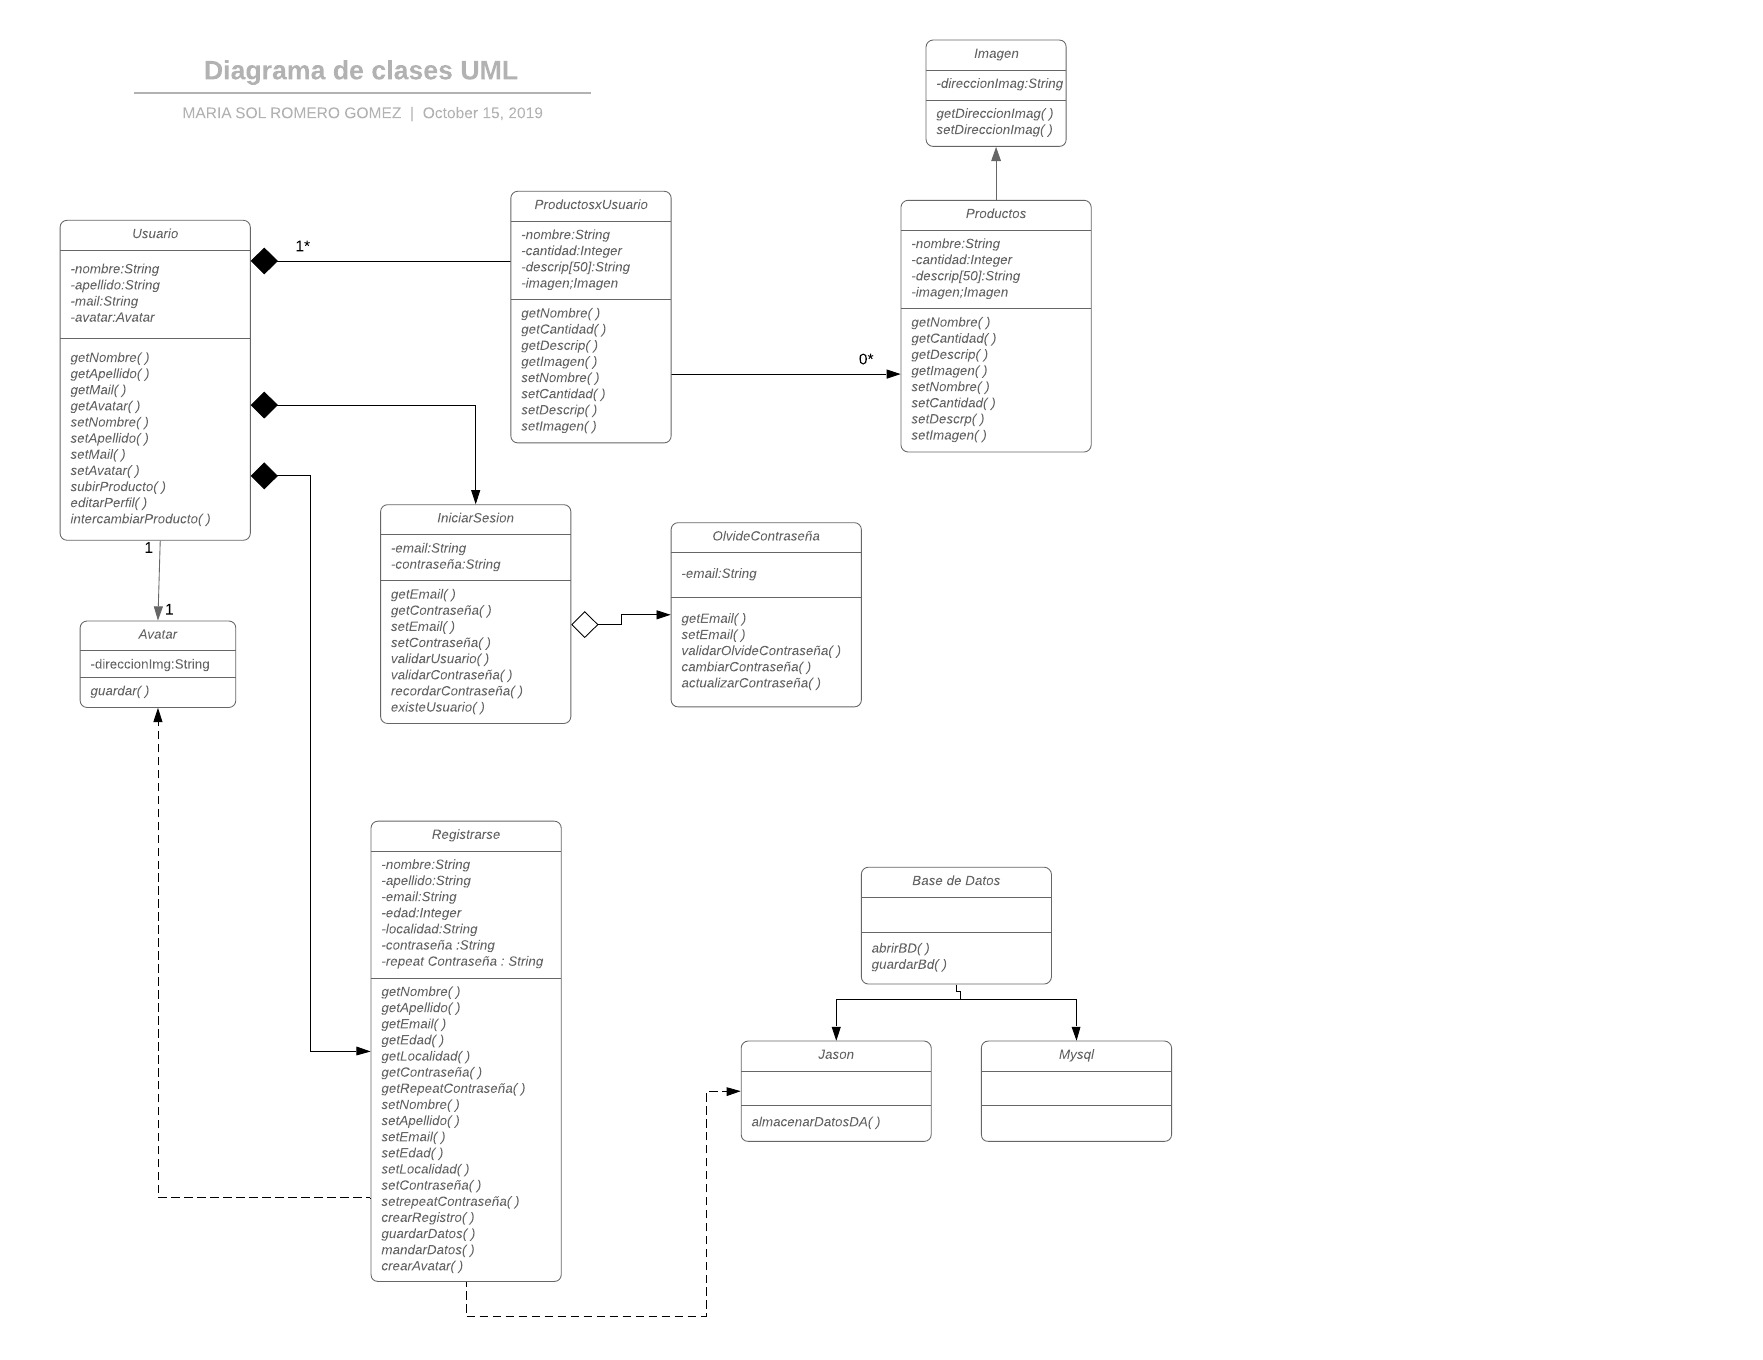 Diagrama de clases UML
MARIA SOL ROMERO GOMEZ | October 15, 2019
Imagen
-direccionImag:String
getDireccionImag( )
setDireccionImag( )
Usuario
-nombre:String
-apellido:String
-mail:String
-avatar:Avatar
getNombre( )
getApellido( )
getMail( )
getAvatar( )
setNombre( )
setApellido( )
setMail( )
setAvatar( )
subirProducto( )
editarPerfil( )
intercambiarProducto( )
1*
ProductosxUsuario
-nombre:String
-cantidad:Integer
-descrip[50]:String
-imagen;Imagen
getNombre( )
getCantidad( )
getDescrip( )
getImagen( )
setNombre( )
setCantidad( )
setDescrip( )
setImagen( )
0*
Productos
-nombre:String
-cantidad:Integer
-descrip[50]:String
-imagen;Imagen
getNombre( )
getCantidad( )
getDescrip( )
getImagen( )
setNombre( )
setCantidad( )
setDescrp( )
setImagen( )
1
1
Avatar
-direccionImg:String
guardar( )
IniciarSesion
-email:String
-contraseña:String
getEmail( )
getContraseña( )
setEmail( )
setContraseña( )
validarUsuario( )
validarContraseña( )
recordarContraseña( )
existeUsuario( )
OlvideContraseña
-email:String
getEmail( )
setEmail( )
validarOlvideContraseña( )
cambiarContraseña( )
actualizarContraseña( )
Registrarse
-nombre:String
-apellido:String
-email:String
-edad:Integer
-localidad:String
-contraseña :String
-repeat Contraseña : String
getNombre( )
getApellido( )
getEmail( )
getEdad( )
getLocalidad( )
getContraseña( )
getRepeatContraseña( )
setNombre( )
setApellido( )
setEmail( )
setEdad( )
setLocalidad( )
setContraseña( )
setrepeatContraseña( )
crearRegistro( )
guardarDatos( )
mandarDatos( )
crearAvatar( )
Base de Datos
abrirBD( )
guardarBd( )
Jason
almacenarDatosDA( )
Mysql